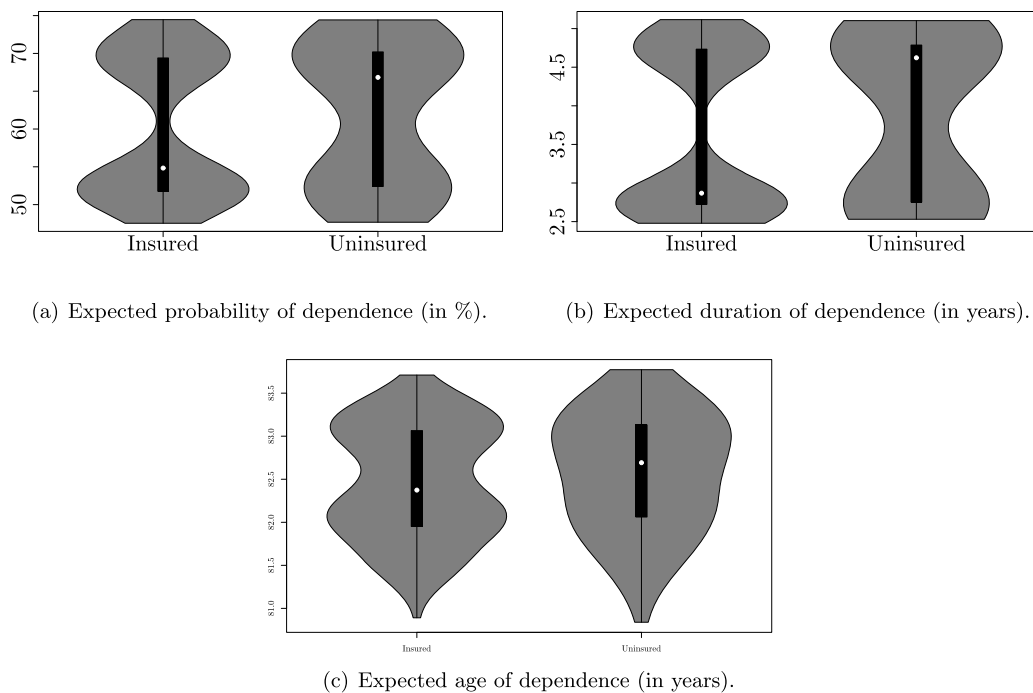 50 60 70
Insured Uninsured
(a) Expected probability of dependence (in %).
2.5 3.5 4.5
Insured Uninsured
(b) Expected duration of dependence (in years).
81.0 81.5 82.0 82.5 83.0 83.5
Insured Uninsured
(c) Expected age of dependence (in years).